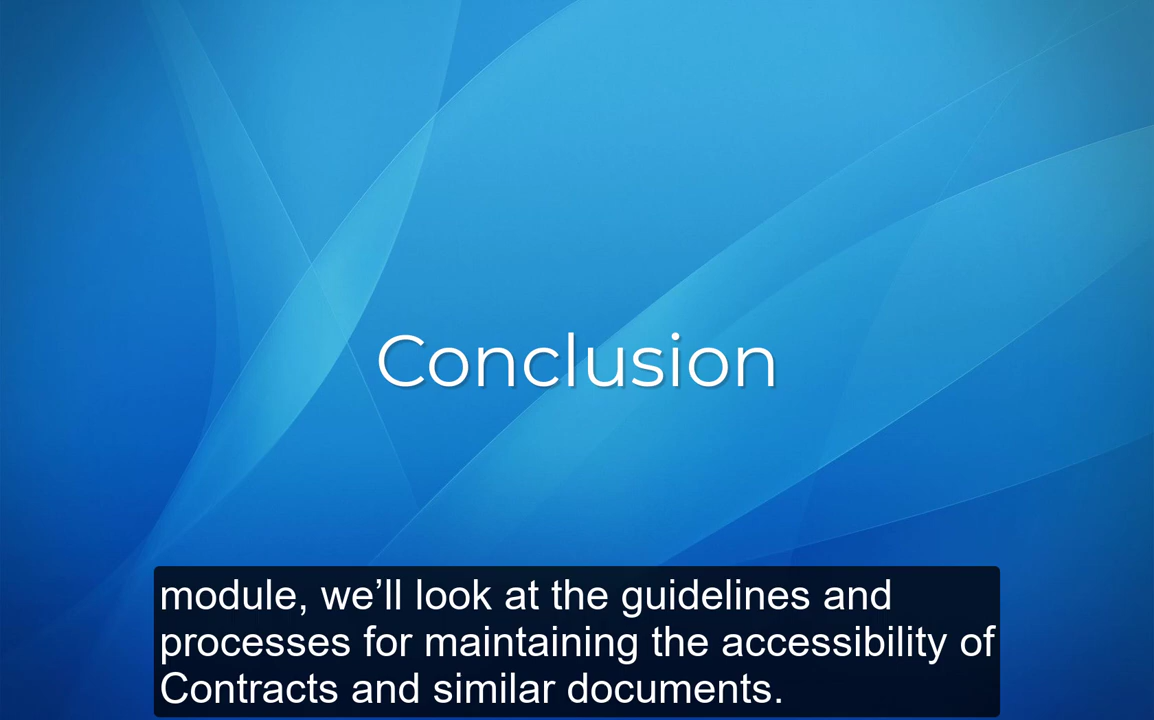 Conclusion
module, we’ll look at the guidelines and
processes for maintaining the accessibility of
Contracts and similar documents.